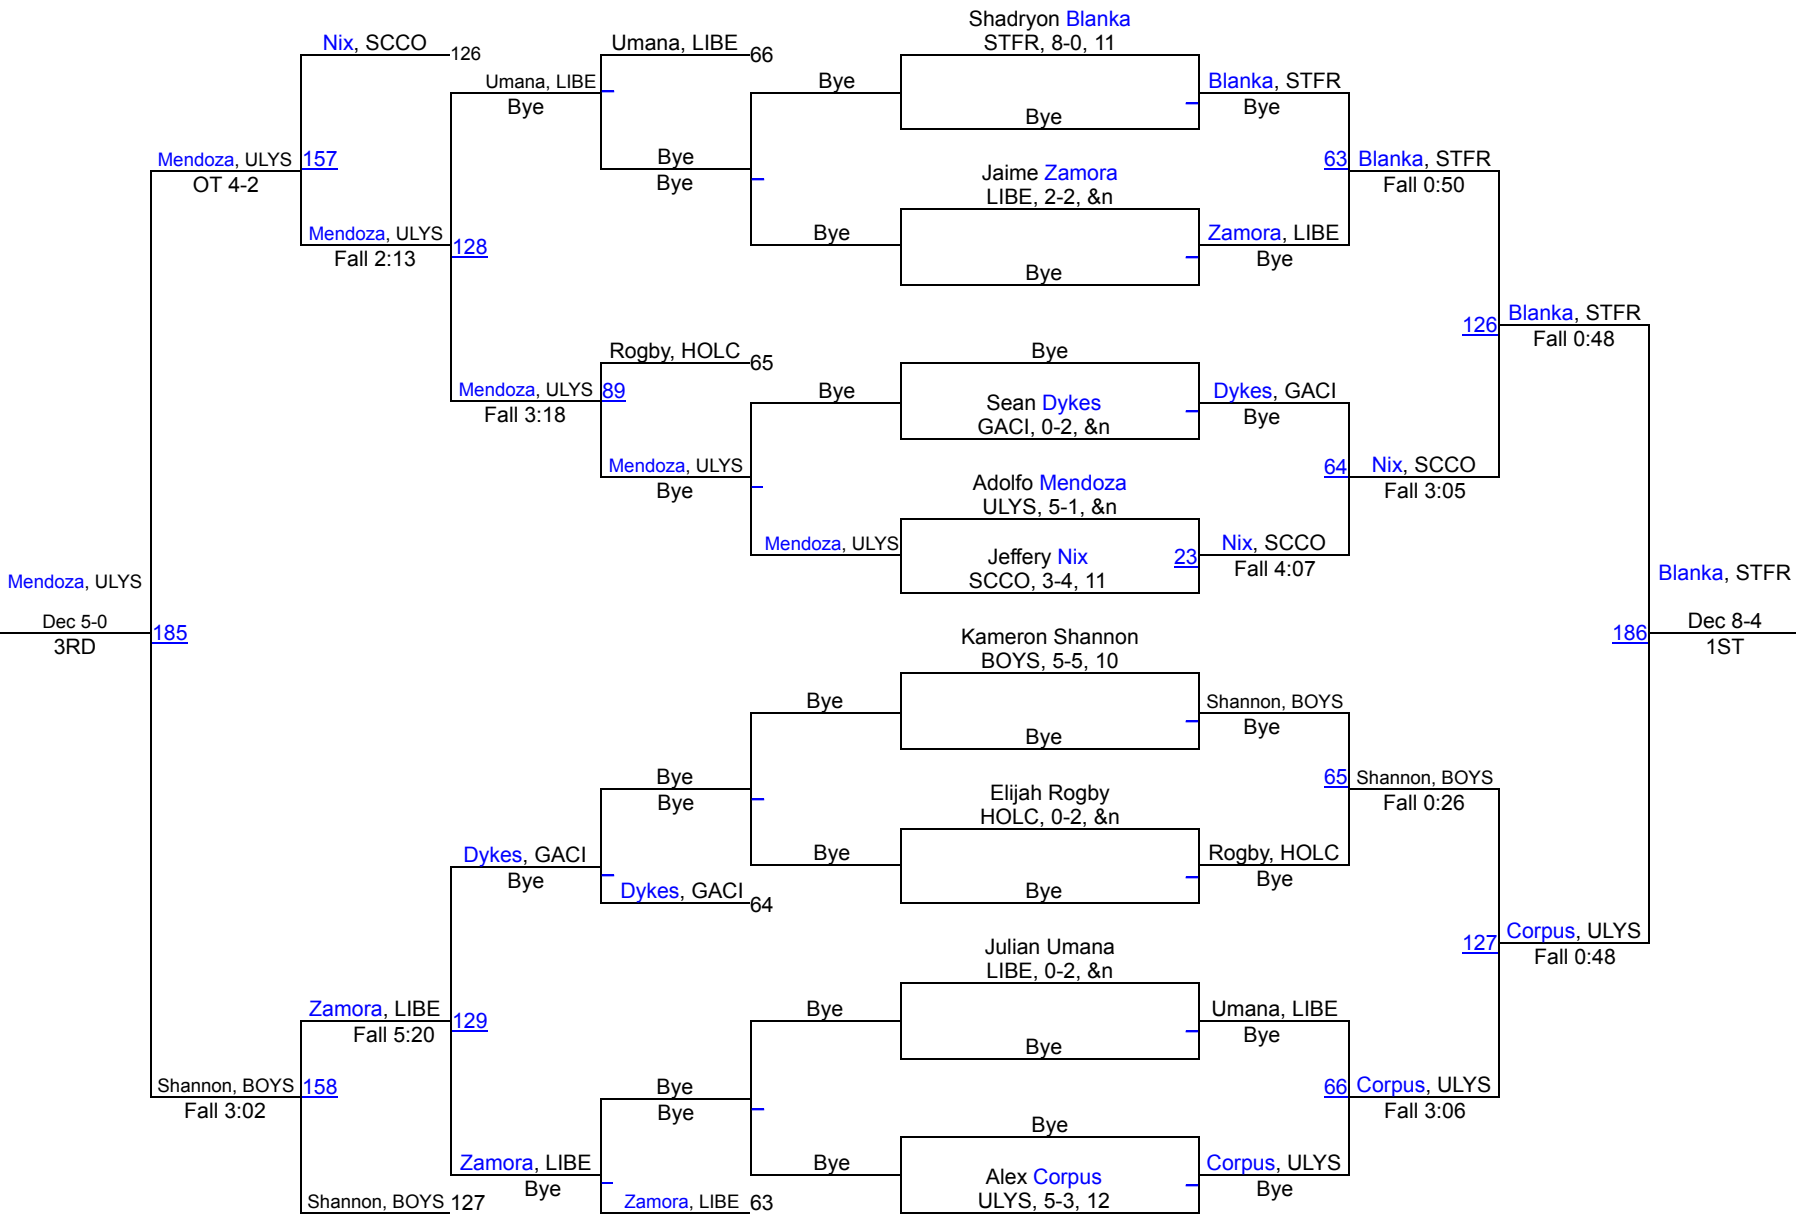 Shadryon Blanka
STFR, 8-0, 11
Nix, SCCO
126
Umana, LIBE
66
Umana, LIBE
Bye
Bye
Bye
Blanka, STFR
Bye
Mendoza, ULYS
OT 4-2
157
Bye
Bye
Jaime Zamora
LIBE, 2-2, &n
63
Blanka, STFR
Fall 0:50
Mendoza, ULYS
Fall 2:13
128
Bye
Bye
Zamora, LIBE
Bye
126
Blanka, STFR
Fall 0:48
Rogby, HOLC
65
Bye
Mendoza, ULYS
Fall 3:18
89
Bye
Sean Dykes
GACI, 0-2, &n
Dykes, GACI
Bye
Mendoza, ULYS
Bye
Adolfo Mendoza
ULYS, 5-1, &n
64
Nix, SCCO
Fall 3:05
Mendoza, ULYS
Jeffery Nix
SCCO, 3-4, 11
23
Nix, SCCO
Fall 4:07
Mendoza, ULYS
Dec 5-0
3RD
185
Blanka, STFR
186
Dec 8-4
1ST
Kameron Shannon
BOYS, 5-5, 10
Bye
Bye
Shannon, BOYS
Bye
Bye
Bye
Elijah Rogby
HOLC, 0-2, &n
65
Shannon, BOYS
Fall 0:26
Dykes, GACI
Bye
Dykes, GACI
64
Bye
Bye
Rogby, HOLC
Bye
127
Corpus, ULYS
Fall 0:48
Julian Umana
LIBE, 0-2, &n
Zamora, LIBE
Fall 5:20
129
Bye
Bye
Umana, LIBE
Bye
Shannon, BOYS
Fall 3:02
158
Bye
Bye
66
Corpus, ULYS
Fall 3:06
Bye
Zamora, LIBE
Bye
Bye
Alex Corpus
ULYS, 5-3, 12
Corpus, ULYS
Bye
Shannon, BOYS
127
Zamora, LIBE
63